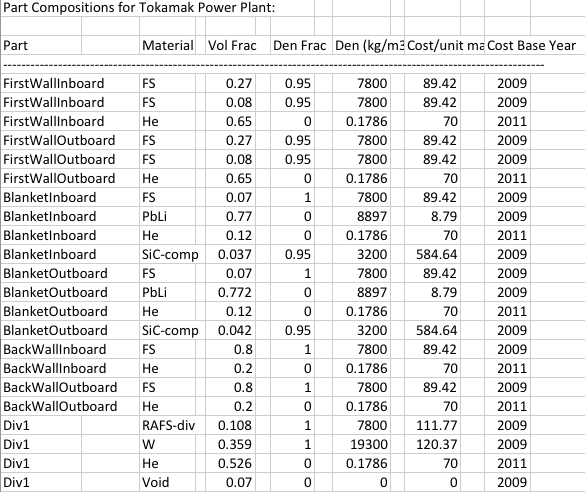 Part Compositions for Tokamak Power Plant:
Part Material Vol Frac Den Frac Den (kg/m3 Cost/unit ma Cost Base Year
--------------------------------------------------------------------------------------------------------------
FirstWallInboard FS 0.27 0.95 7800 89.42 2009
FirstWallInboard FS 0.08 0.95 7800 89.42 2009
FirstWallInboard He 0.65 0 0.1786 70 2011
FirstWallOutboard FS 0.27 0.95 7800 89.42 2009
FirstWallOutboard FS 0.08 0.95 7800 89.42 2009
FirstWallOutboard He 0.65 0 0.1786 70 2011
BlanketInboard FS 0.07 1 7800 89.42 2009
BlanketInboard PbLi 0.77 0 8897 8.79 2009
BlanketInboard He 0.12 0 0.1786 70 2011
BlanketInboard SiC-comp 0.037 0.95 3200 584.64 2009
BlanketOutboard FS 0.07 1 7800 89.42 2009
BlanketOutboard PbLi 0.772 0 8897 8.79 2009
BlanketOutboard He 0.12 0 0.1786 70 2011
BlanketOutboard SiC-comp 0.042 0.95 3200 584.64 2009
BackWallInboard FS 0.8 1 7800 89.42 2009
BackWallInboard He 0.2 0 0.1786 70 2011
BackWallOutboard FS 0.8 1 7800 89.42 2009
BackWallOutboard He 0.2 0 0.1786 70 2011
Div1 RAFS-div 0.108 1 7800 111.77 2009
Div1 W 0.359 1 19300 120.37 2009
Div1 He 0.526 0 0.1786 70 2011
Div1 Void 0.07 0 0 0 2009